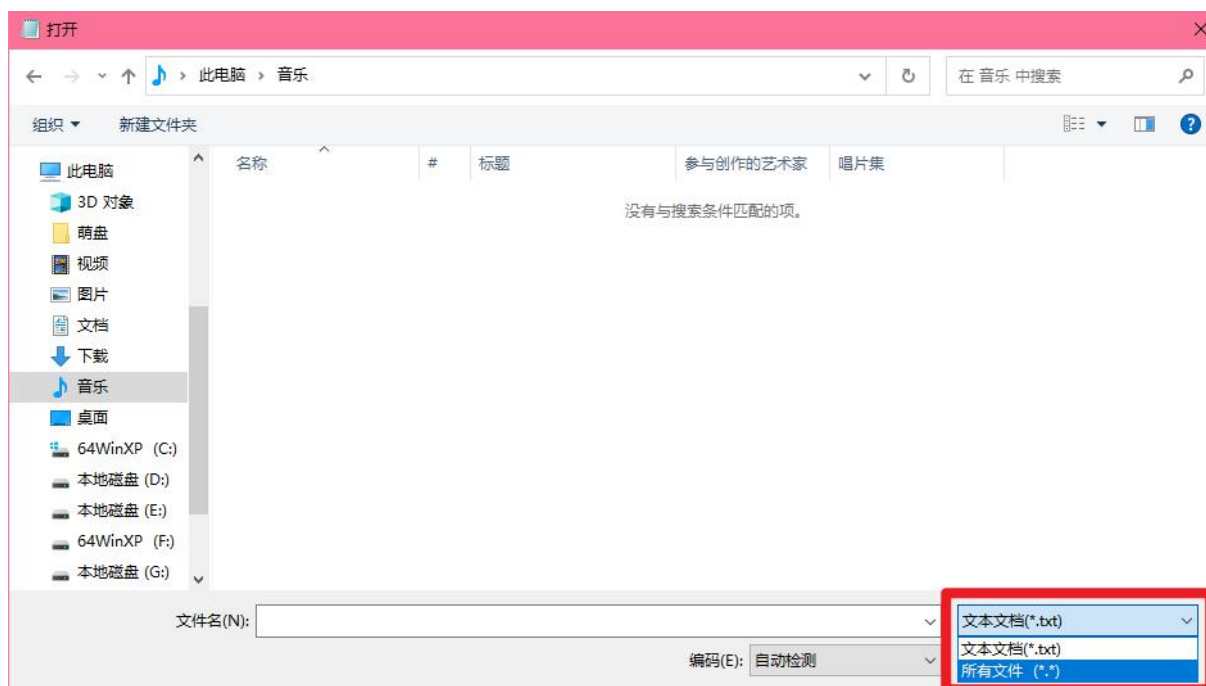 打开
此电脑 › 音乐
在 音乐 中搜索
组织
新建文件夹
名称
#
标题
参与创作的艺术家
唱片集
没有与搜索条件匹配的项。
此电脑
3D 对象
萌盘
视频
图片
文档
下载
音乐
桌面
64WinXP (C:)
本地磁盘 (D:)
本地磁盘 (E:)
64WinXP (F:)
本地磁盘 (G:)
文件名(N):
文本文档(*.txt)
编码(E): 自动检测
文本文档(*.txt)
所有文件 (*.*)